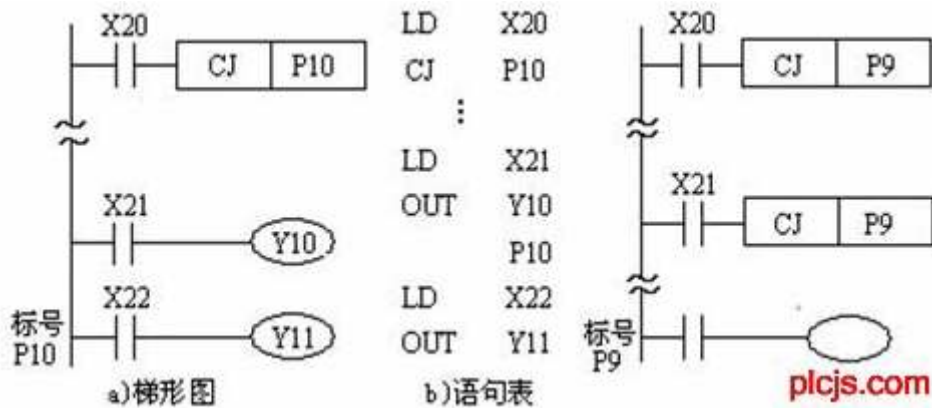 X20
CJ P10
X21
Y10
X22
标号
P10
Y11
a)梯形图
LD X20
CJ P10
⋮
LD X21
OUT Y10
P10
LD X22
OUT Y11
b)语句表
X20
CJ P9
X21
CJ P9
标号
P9
plcjs.com